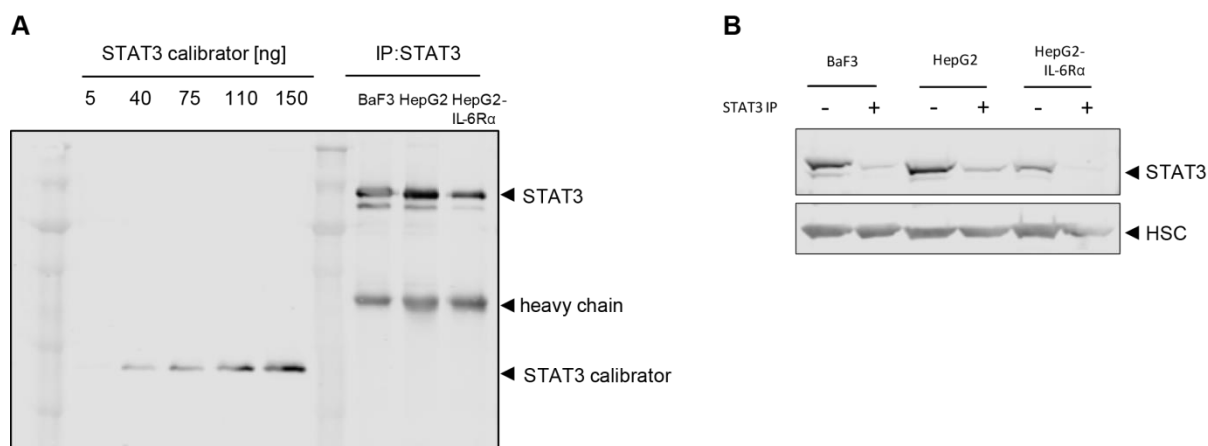 A
STAT3 calibrator [ng]
IP:STAT3
5 40 75 110 150
BaF3 HepG2 HepG2-
IL-6Rα
STAT3
heavy chain
STAT3 calibrator
B
BaF3
HepG2
HepG2-
IL-6Rα
STAT3 IP - + - + - +
STAT3
HSC